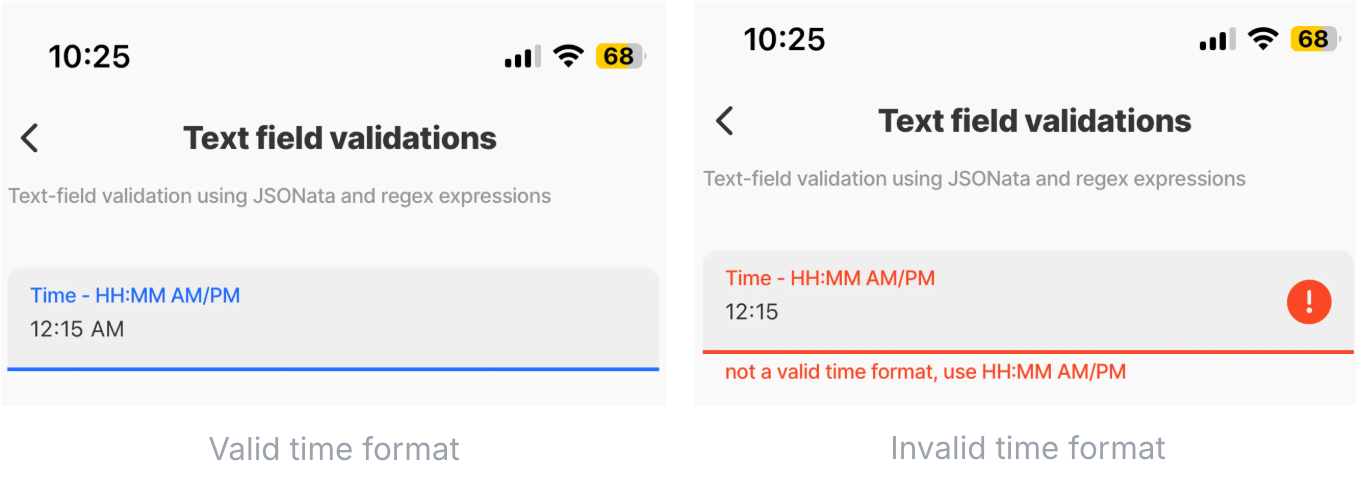 10:25
68
Text field validations
Text-field validation using JSONata and regex expressions
Time - HH:MM AM/PM
12:15 AM
Valid time format
10:25
68
Text field validations
Text-field validation using JSONata and regex expressions
Time - HH:MM AM/PM
12:15
!
not a valid time format, use HH:MM AM/PM
Invalid time format